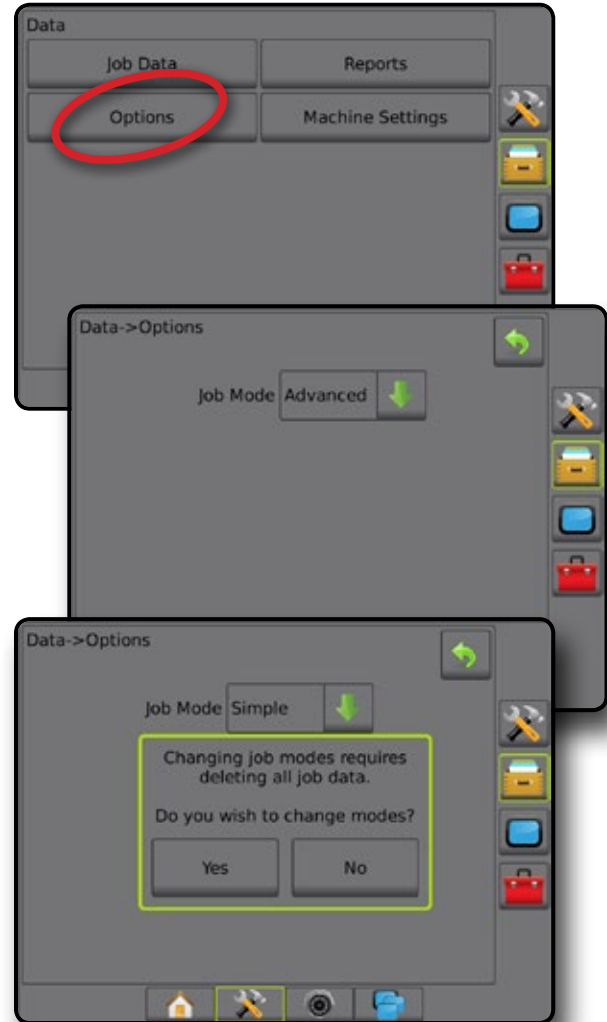 Data
Job Data Reports
Options Machine Settings
Data->Options
Job Mode Advanced
Data->Options
Job Mode Simple
Changing job modes requires
deleting all job data.
Do you wish to change modes?
Yes No